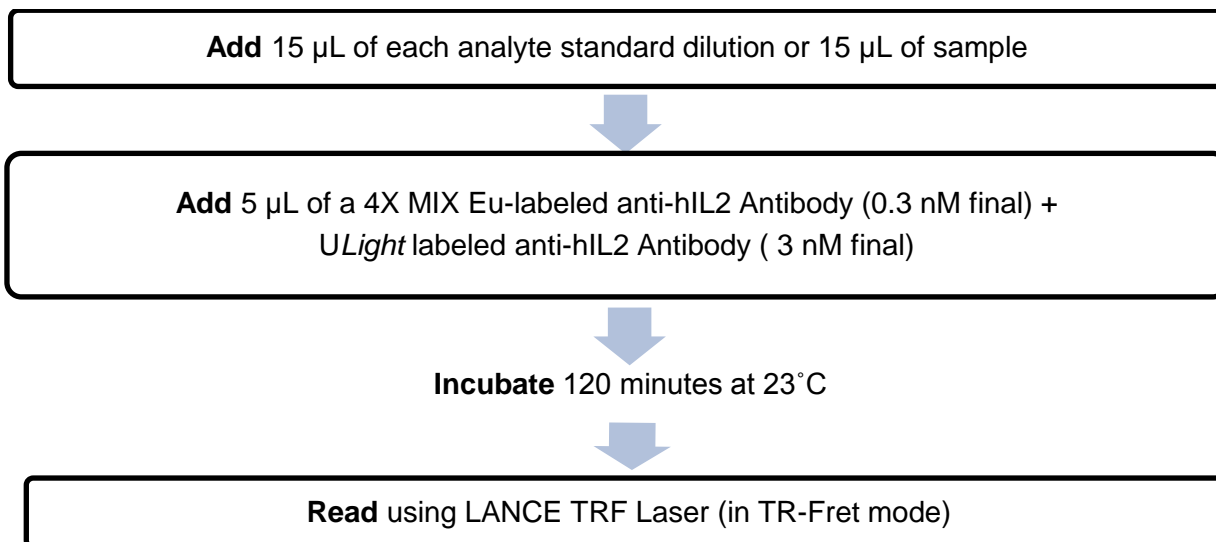 Add 15 µL of each analyte standard dilution or 15 µL of sample
Add 5 µL of a 4X MIX Eu-labeled anti-hIL2 Antibody (0.3 nM final) +
ULight labeled anti-hIL2 Antibody ( 3 nM final)
Incubate 120 minutes at 23˚C
Read using LANCE TRF Laser (in TR-Fret mode)